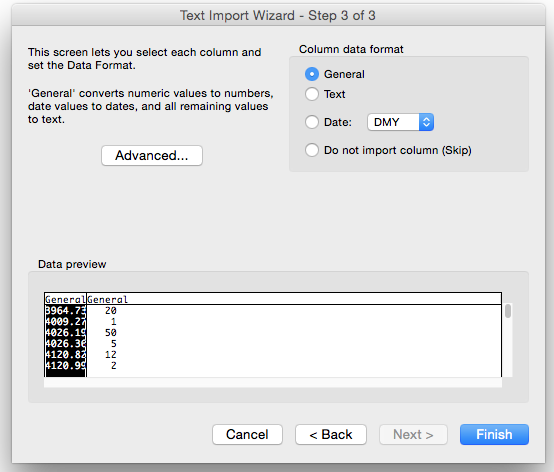 Text Import Wizard - Step 3 of 3
This screen lets you select each column and
set the Data Format.
'General' converts numeric values to numbers,
date values to dates, and all remaining values
to text.
Advanced...
Column data format
General
Text
Date: DMY
Do not import column (Skip)
Data preview
General General
3964.73 20
4009.27 1
4026.19 50
4026.36 5
4120.82 12
4120.99 2
Cancel < Back Next > Finish